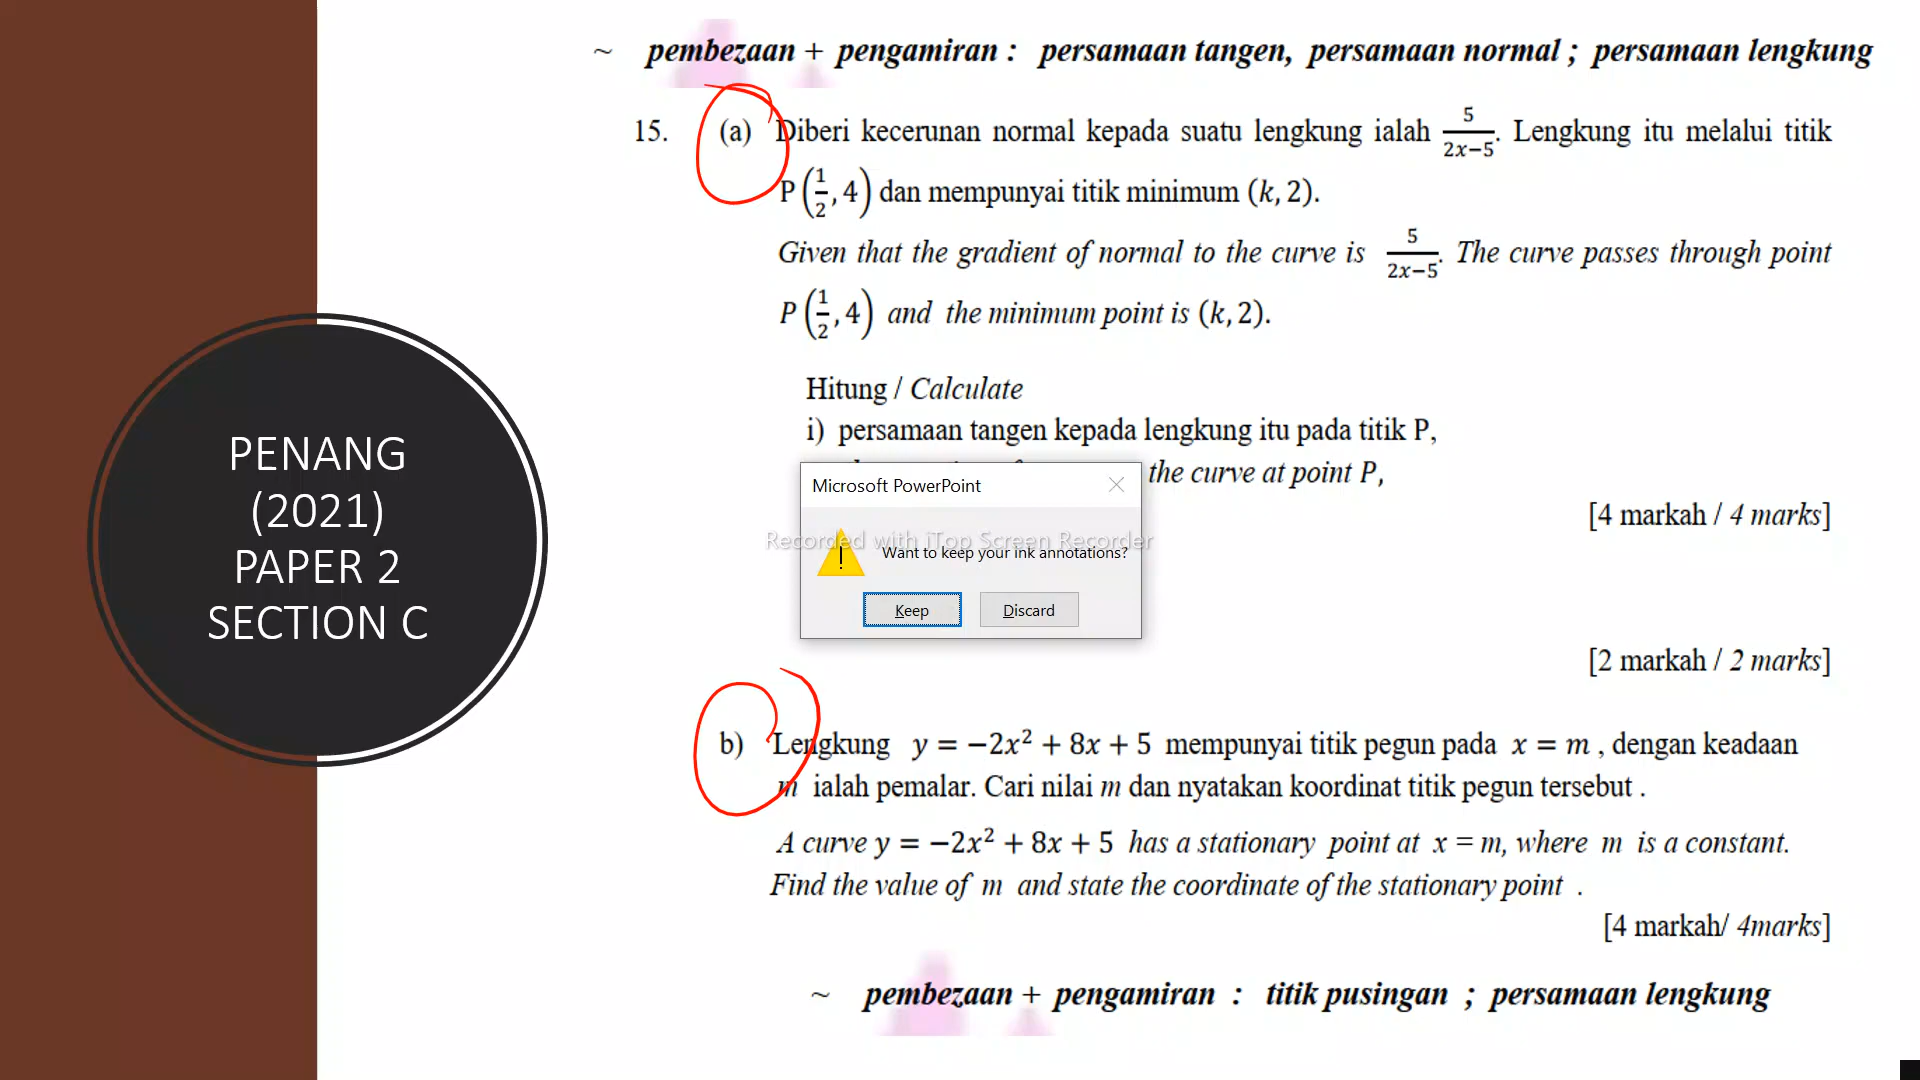 ~ pembezaan + pengamiran : persamaan tangen, persamaan normal ; persamaan lengkung
15. (a) Diberi kecerunan normal kepada suatu lengkung ialah 5/(2x−5). Lengkung itu melalui titik
P(1/2, 4) dan mempunyai titik minimum (k, 2).
Given that the gradient of normal to the curve is 5/(2x−5). The curve passes through point
P(1/2, 4) and the minimum point is (k, 2).
Hitung / Calculate
i) persamaan tangen kepada lengkung itu pada titik P,
the curve at point P,
[4 markah / 4 marks]
Microsoft PowerPoint
Recorded with iTop Screen Recorder
Want to keep your ink annotations?
Keep Discard
[2 markah / 2 marks]
b) Lengkung y = −2x² + 8x + 5 mempunyai titik pegun pada x = m , dengan keadaan
m ialah pemalar. Cari nilai m dan nyatakan koordinat titik pegun tersebut .
A curve y = −2x² + 8x + 5 has a stationary point at x = m, where m is a constant.
Find the value of m and state the coordinate of the stationary point .
[4 markah/ 4marks]
~ pembezaan + pengamiran : titik pusingan ; persamaan lengkung
PENANG
(2021)
PAPER 2
SECTION C